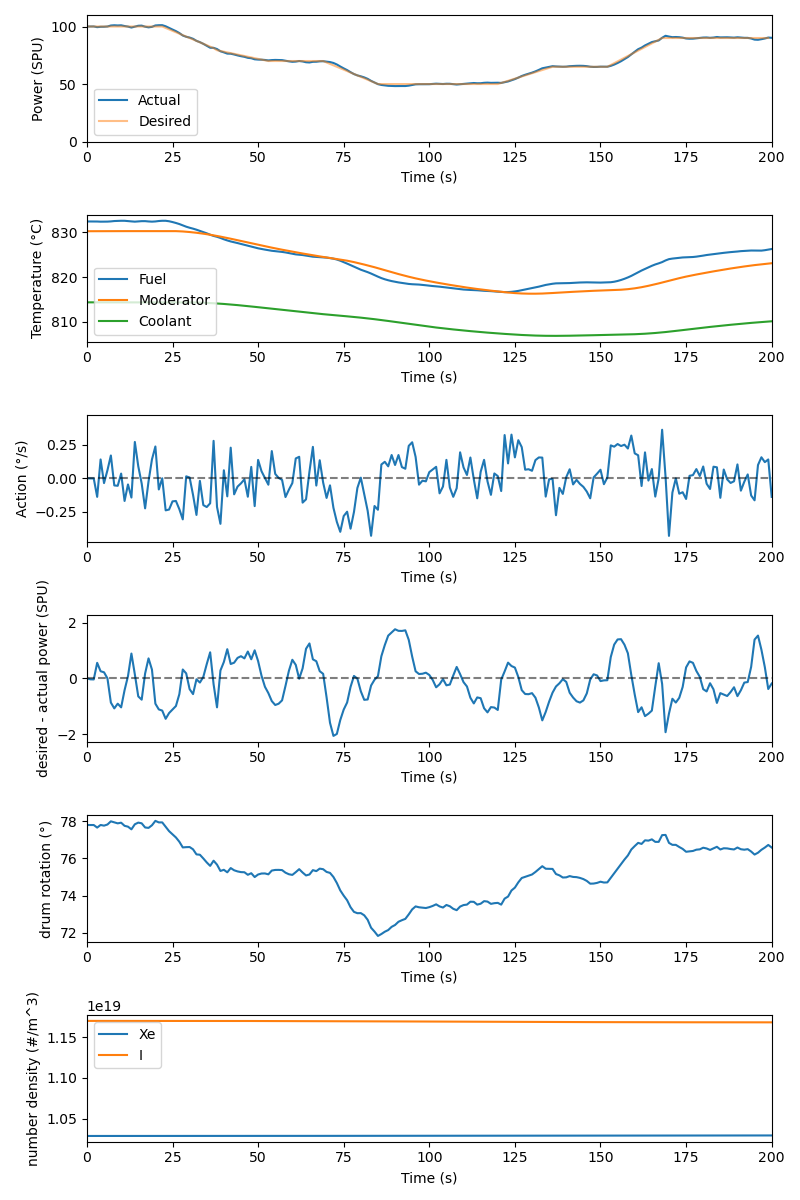 100
50
0
Power (SPU)
Actual
Desired
0 25 50 75 100 125 150 175 200
Time (s)
830
820
810
Temperature (°C)
Fuel
Moderator
Coolant
0 25 50 75 100 125 150 175 200
Time (s)
0.25
0.00
−0.25
Action (°/s)
0 25 50 75 100 125 150 175 200
Time (s)
2
0
−2
desired - actual power (SPU)
0 25 50 75 100 125 150 175 200
Time (s)
78
76
74
72
drum rotation (°)
0 25 50 75 100 125 150 175 200
Time (s)
1e19
1.15
1.10
1.05
number density (#/m^3)
Xe
I
0 25 50 75 100 125 150 175 200
Time (s)